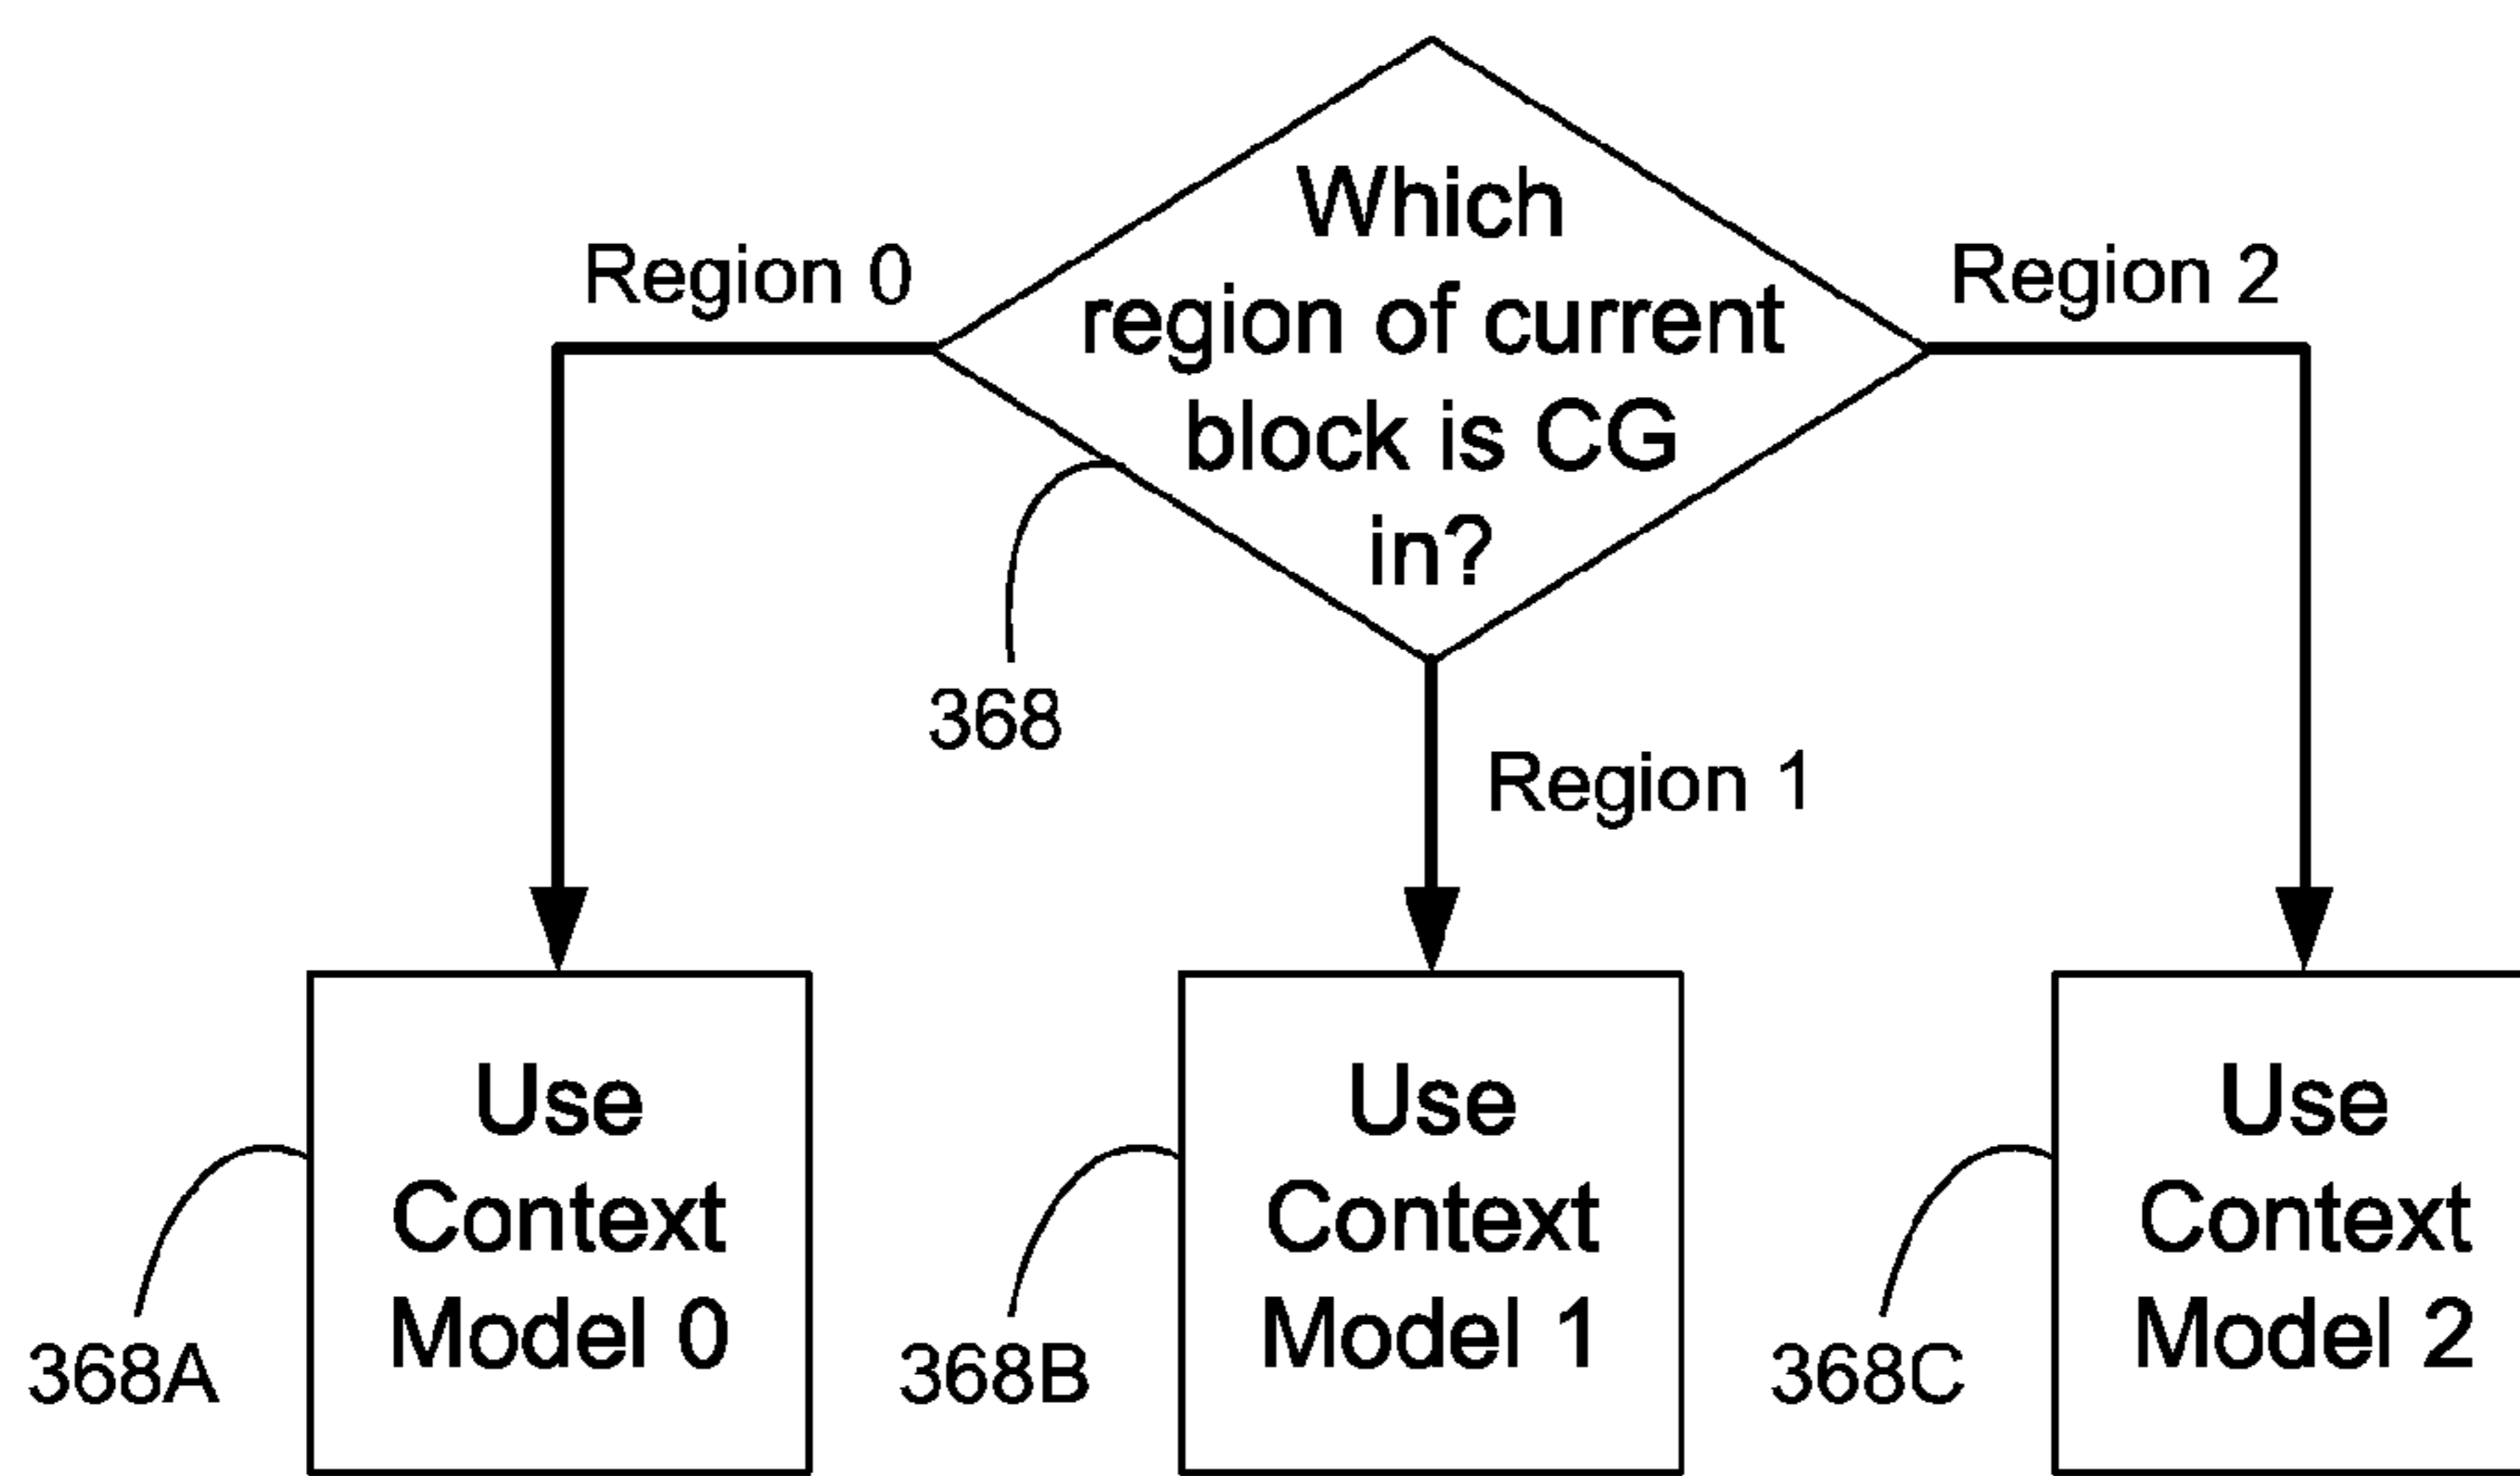 Which
region of current
block is CG
in?
Region 0
Region 2
368
Region 1
Use
Context
Model 0
368A
Use
Context
Model 1
368B
Use
Context
Model 2
368C